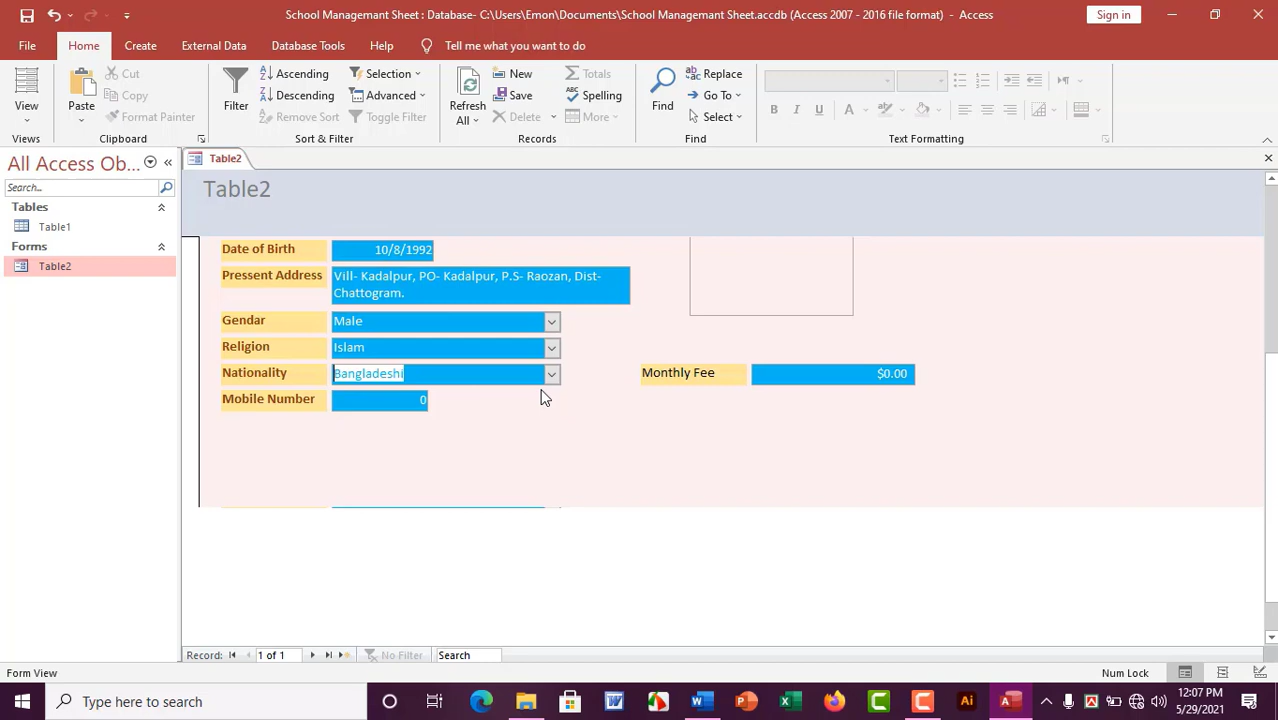 School Managemant Sheet : Database- C:\Users\Emon\Documents\School Managemant Sheet.accdb (Access 2007 - 2016 file format) - Access
Sign in
File Home Create External Data Database Tools Help Tell me what you want to do
View
Views
Paste
Cut
Copy
Format Painter
Clipboard
Filter
Ascending
Descending
Remove Sort
Selection
Advanced
Toggle Filter
Sort & Filter
Refresh
All
New
Save
Delete
Totals
Spelling
More
Records
Find
Replace
Go To
Select
Find
B I U A
Text Formatting
All Access Ob...
Search...
Tables
Table1
Forms
Table2
Table2
Table2
Date of Birth 10/8/1992
Pressent Address Vill- Kadalpur, PO- Kadalpur, P.S- Raozan, Dist-
Chattogram.
Gendar Male
Religion Islam
Nationality Bangladeshi Monthly Fee $0.00
Mobile Number 0
Record: 1 of 1 No Filter Search
Form View Num Lock
Type here to search
12:07 PM
5/29/2021